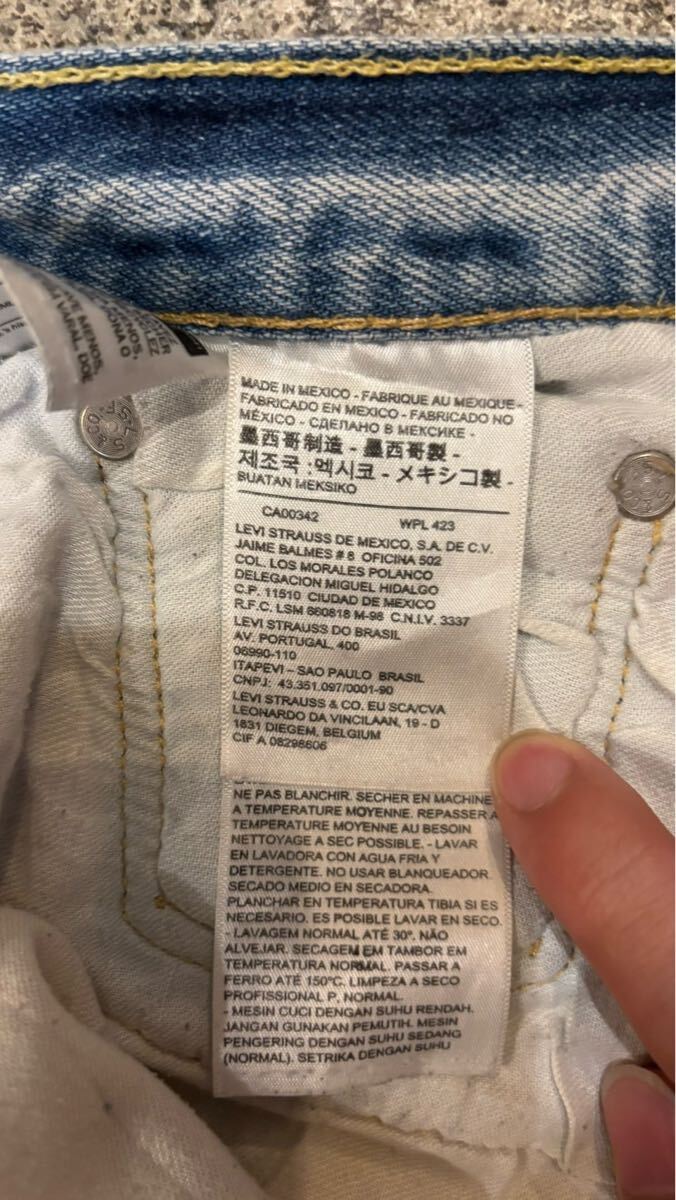 AVE MENOS,
VARAL. DOE
MADE IN MEXICO - FABRIQUE AU MEXIQUE -
FABRICADO EN MEXICO - FABRICADO NO
MÉXICO - СДЕЛАНО В МЕКСИКЕ -
墨西哥制造 - 墨西哥製 -
제조국 :멕시코 - メキシコ製 -
BUATAN MEKSIKO
CA00342 WPL 423
LEVI STRAUSS DE MEXICO, S.A. DE C.V.
JAIME BALMES # 8 OFICINA 502
COL. LOS MORALES POLANCO
DELEGACION MIGUEL HIDALGO
C.P. 11510 CIUDAD DE MEXICO
R.F.C. LSM 860818 M-98 C.N.I.V. 3337
LEVI STRAUSS DO BRASIL
AV. PORTUGAL, 400
06990-110
ITAPEVI – SAO PAULO BRASIL
CNPJ: 43.351.097/0001-90
LEVI STRAUSS & CO. EU SCA/CVA
LEONARDO DA VINCILAAN, 19 - D
1831 DIEGEM, BELGIUM
CIF A 08298606
NE PAS BLANCHIR. SECHER EN MACHINE
A TEMPERATURE MOYENNE. REPASSER A
TEMPERATURE MOYENNE AU BESOIN
NETTOYAGE A SEC POSSIBLE. - LAVAR
EN LAVADORA CON AGUA FRIA Y
DETERGENTE. NO USAR BLANQUEADOR.
SECADO MEDIO EN SECADORA.
PLANCHAR EN TEMPERATURA TIBIA SI ES
NECESARIO. ES POSIBLE LAVAR EN SECO.
- LAVAGEM NORMAL ATÉ 30°. NÃO
ALVEJAR. SECAGEM EM TAMBOR EM
TEMPERATURA NORMAL. PASSAR A
FERRO ATÉ 150°C. LIMPEZA A SECO
PROFISSIONAL P, NORMAL.
- MESIN CUCI DENGAN SUHU RENDAH.
JANGAN GUNAKAN PEMUTIH. MESIN
PENGERING DENGAN SUHU SEDANG
(NORMAL). SETRIKA DENGAN SUHU